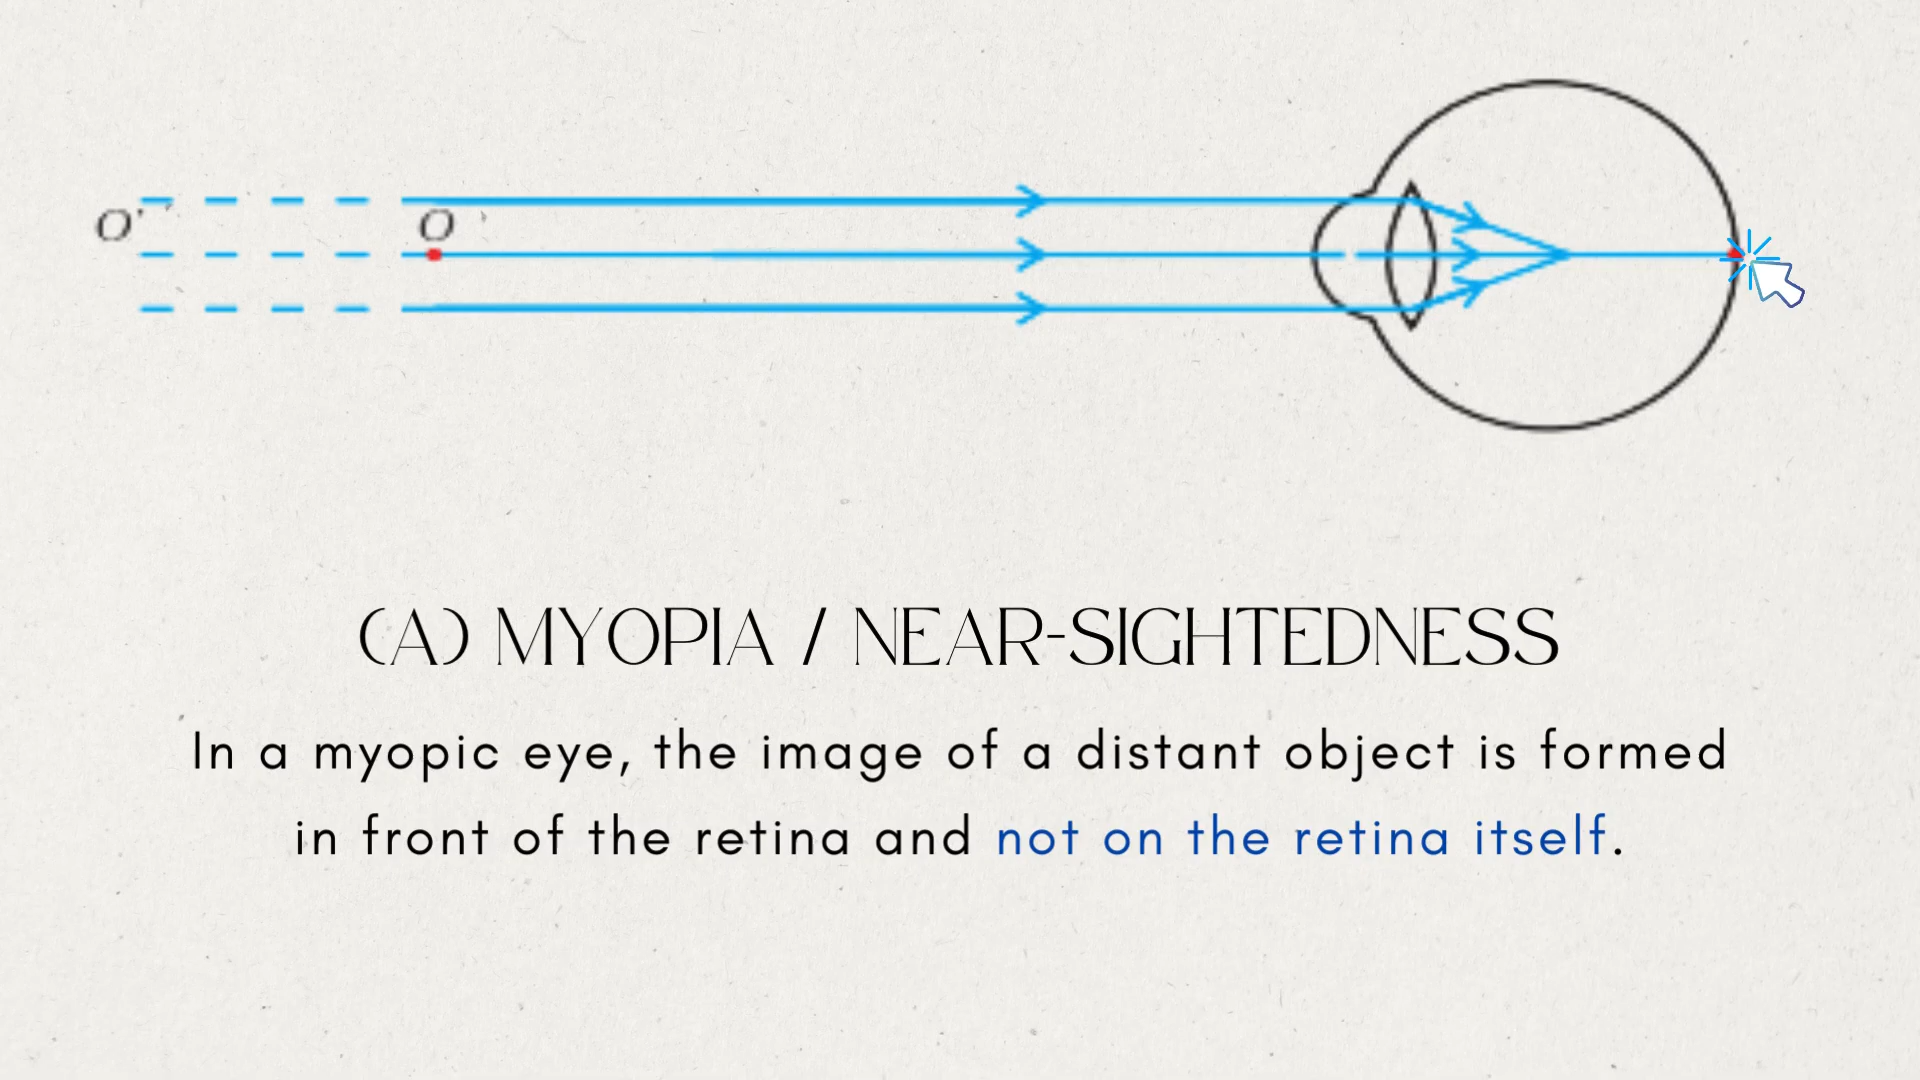 O' O
(A) MYOPIA / NEAR-SIGHTEDNESS
In a myopic eye, the image of a distant object is formed
in front of the retina and not on the retina itself.